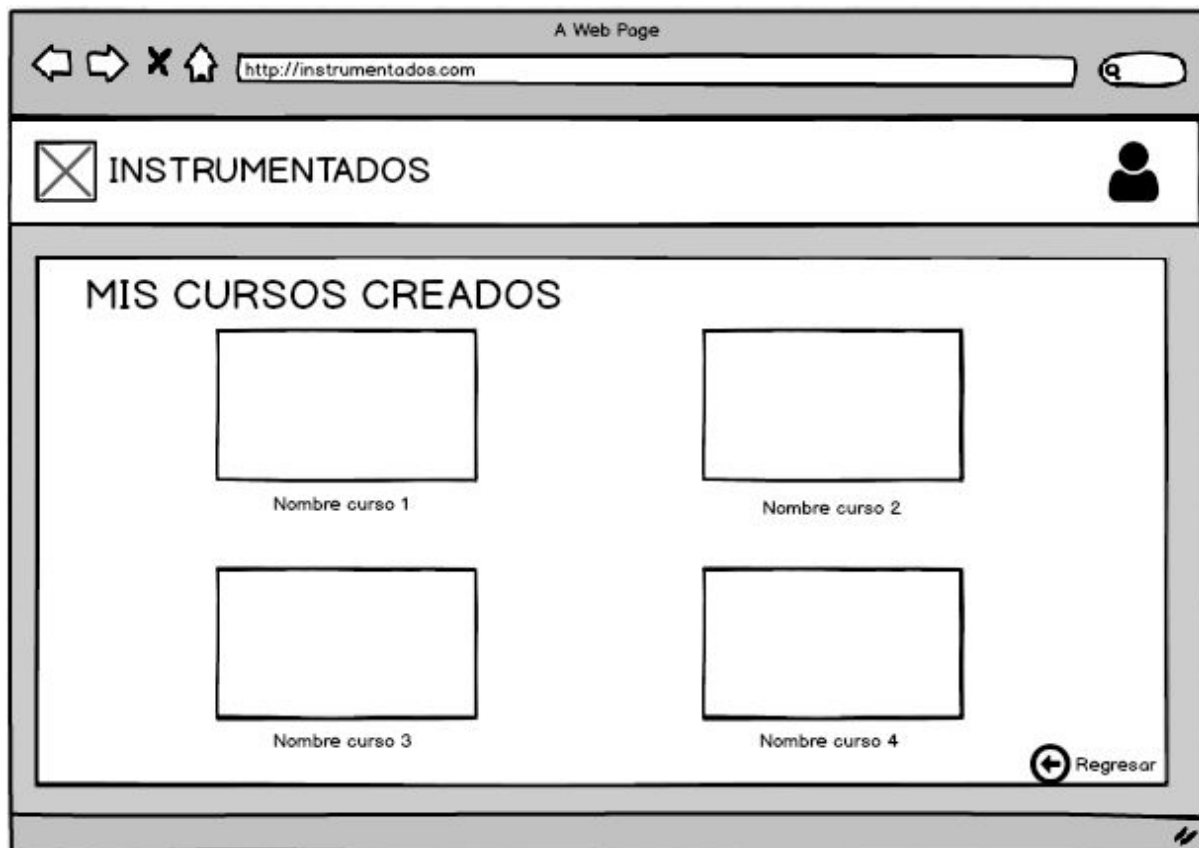 A Web Page
http://instrumentados.com
INSTRUMENTADOS
MIS CURSOS CREADOS
Nombre curso 1
Nombre curso 2
Nombre curso 3
Nombre curso 4
Regresar